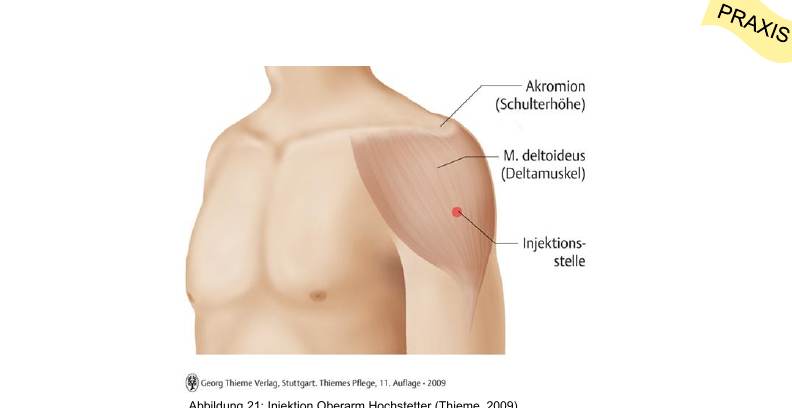 PRAXIS
Akromion
(Schulterhöhe)
M. deltoideus
(Deltamuskel)
Injektions-
stelle
Georg Thieme Verlag, Stuttgart. Thiemes Pflege, 11. Auflage - 2009
Abbildung 21: Injektion Oberarm Hochstetter (Thieme, 2009)